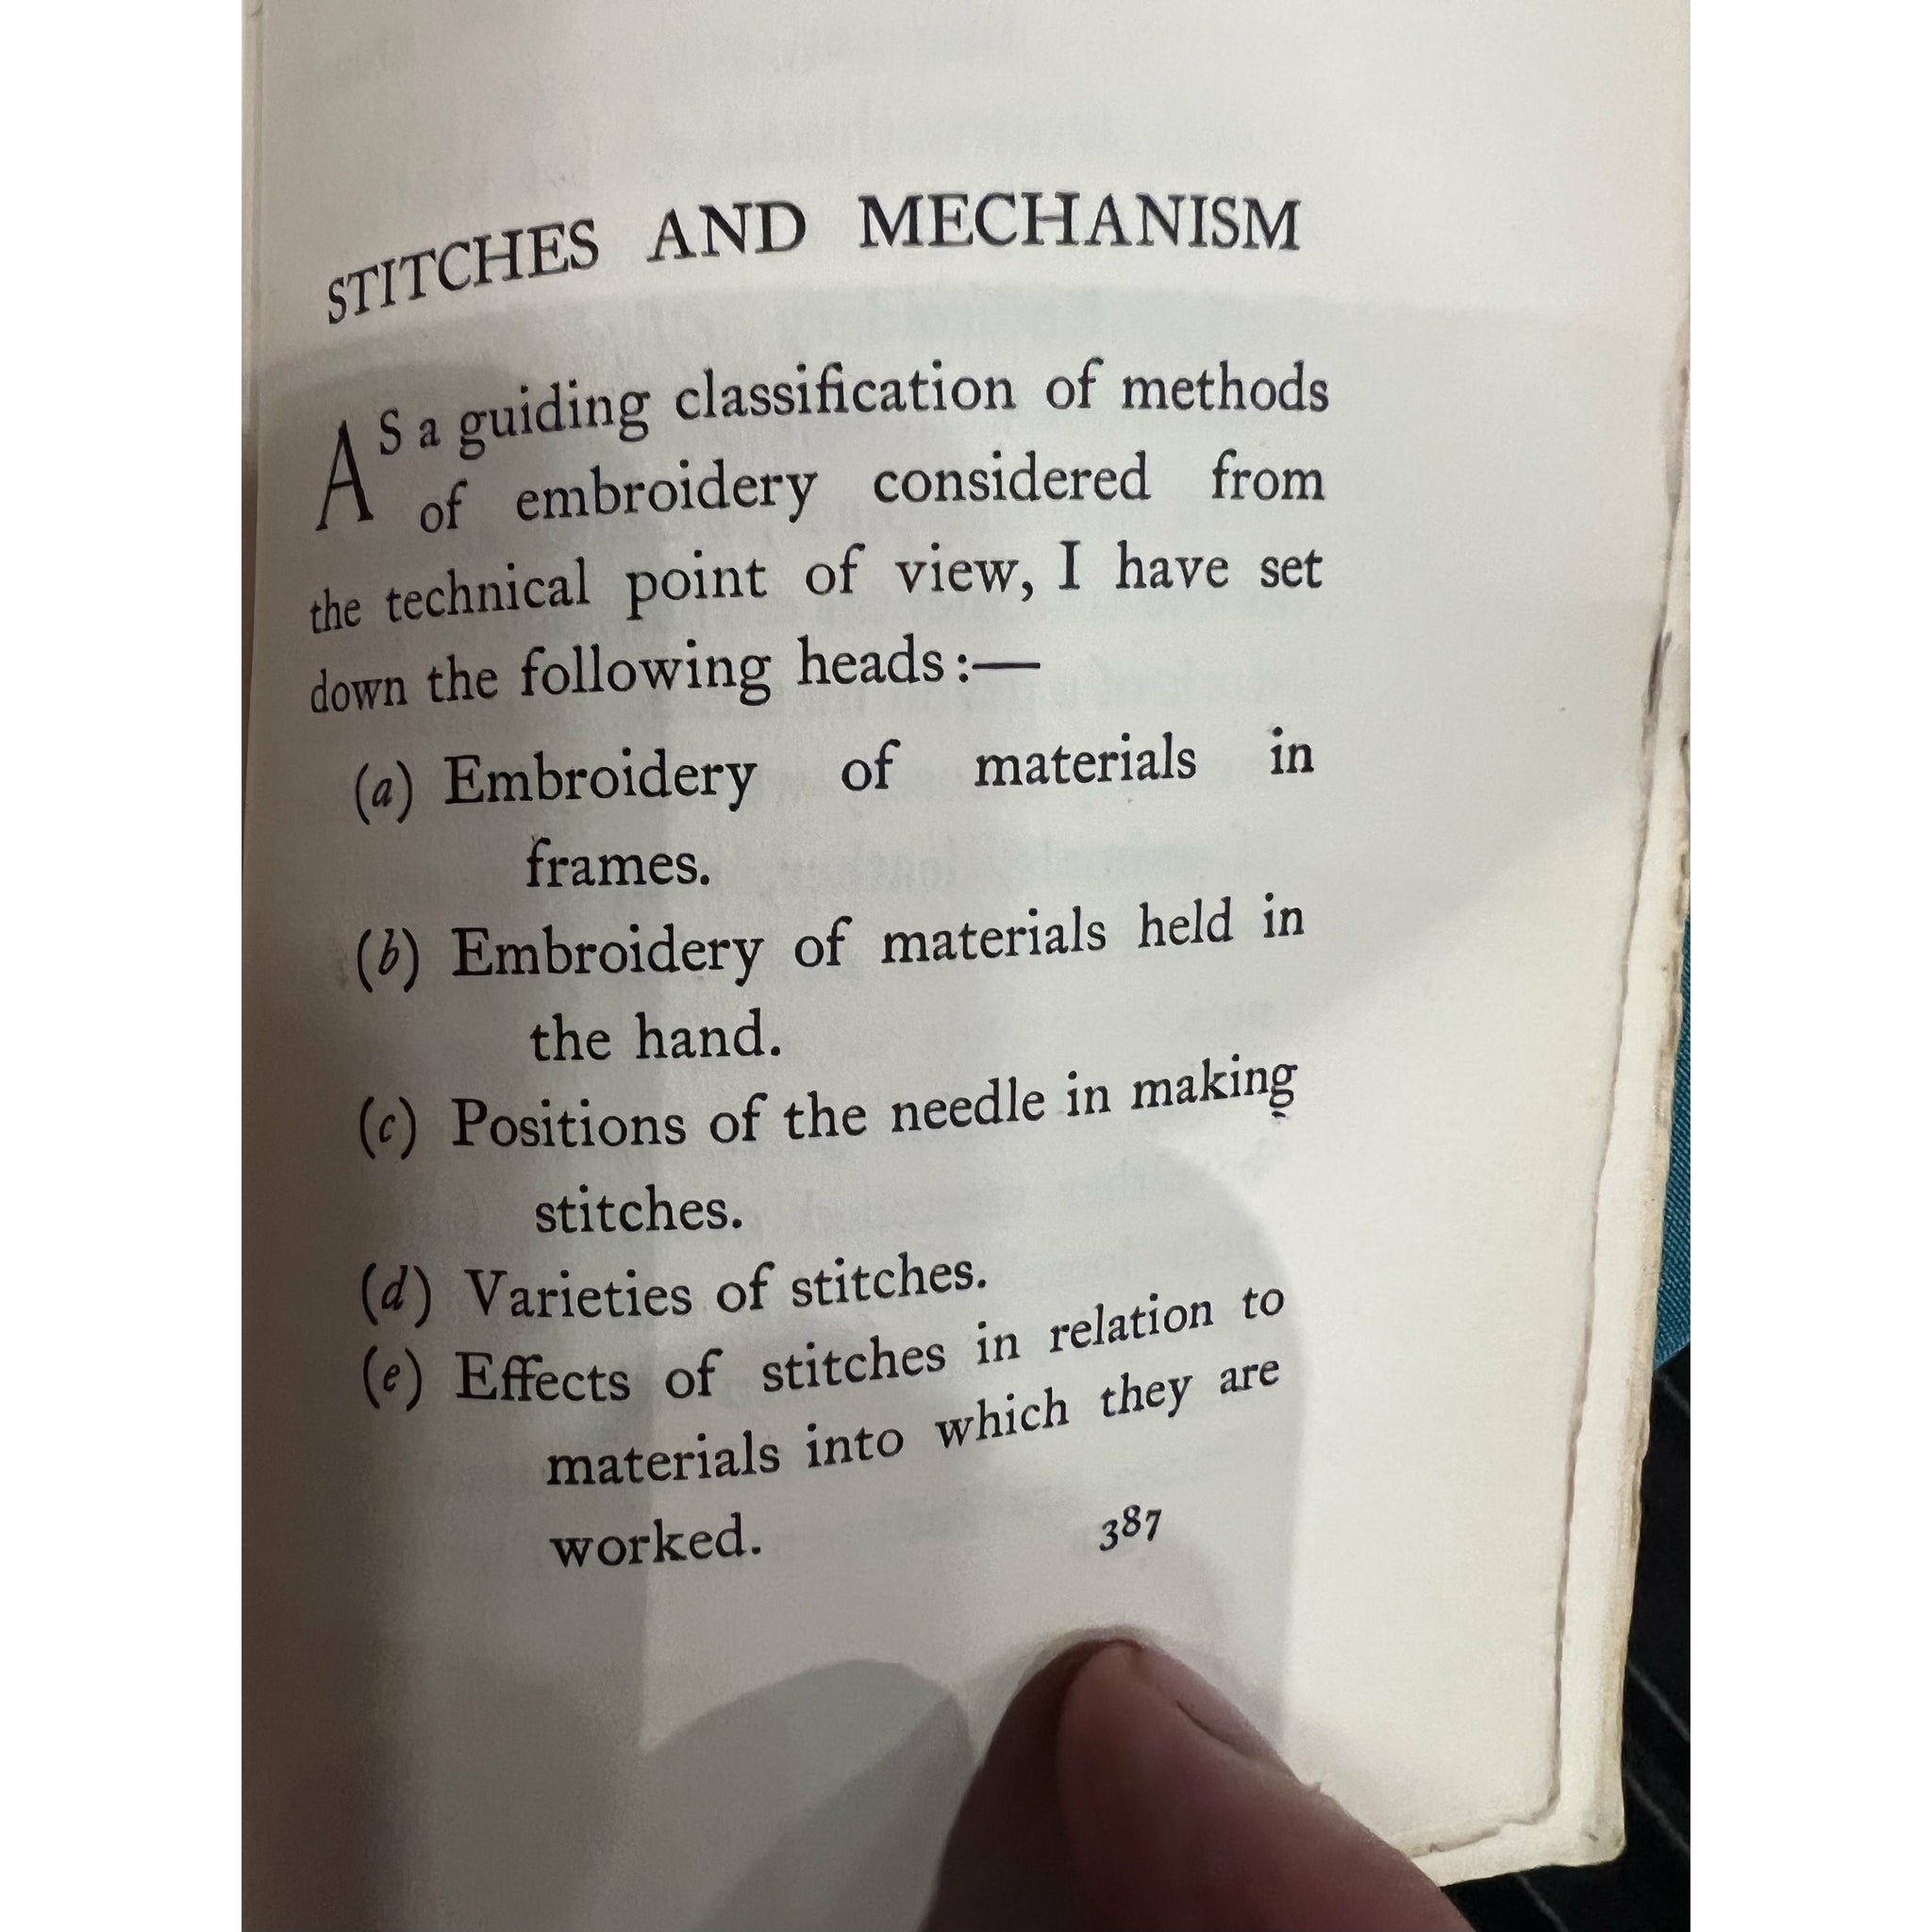 STITCHES AND MECHANISM
AS a guiding classification of methods
of embroidery considered from
the technical point of view, I have set
down the following heads:—
(a) Embroidery of materials in
frames.
(b) Embroidery of materials held in
the hand.
(c) Positions of the needle in making
stitches.
(d) Varieties of stitches.
(e) Effects of stitches in relation to
materials into which they are
worked.
387